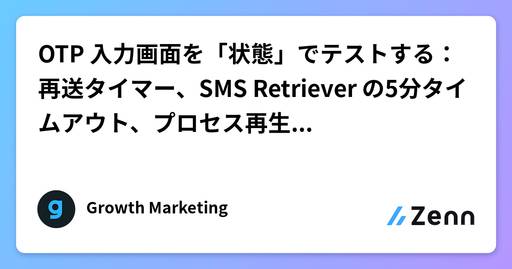 OTP 入力画面を「状態」でテストする：
再送タイマー、SMS Retriever の5分タイ
ムアウト、プロセス再生...
g
Growth Marketing
Zenn